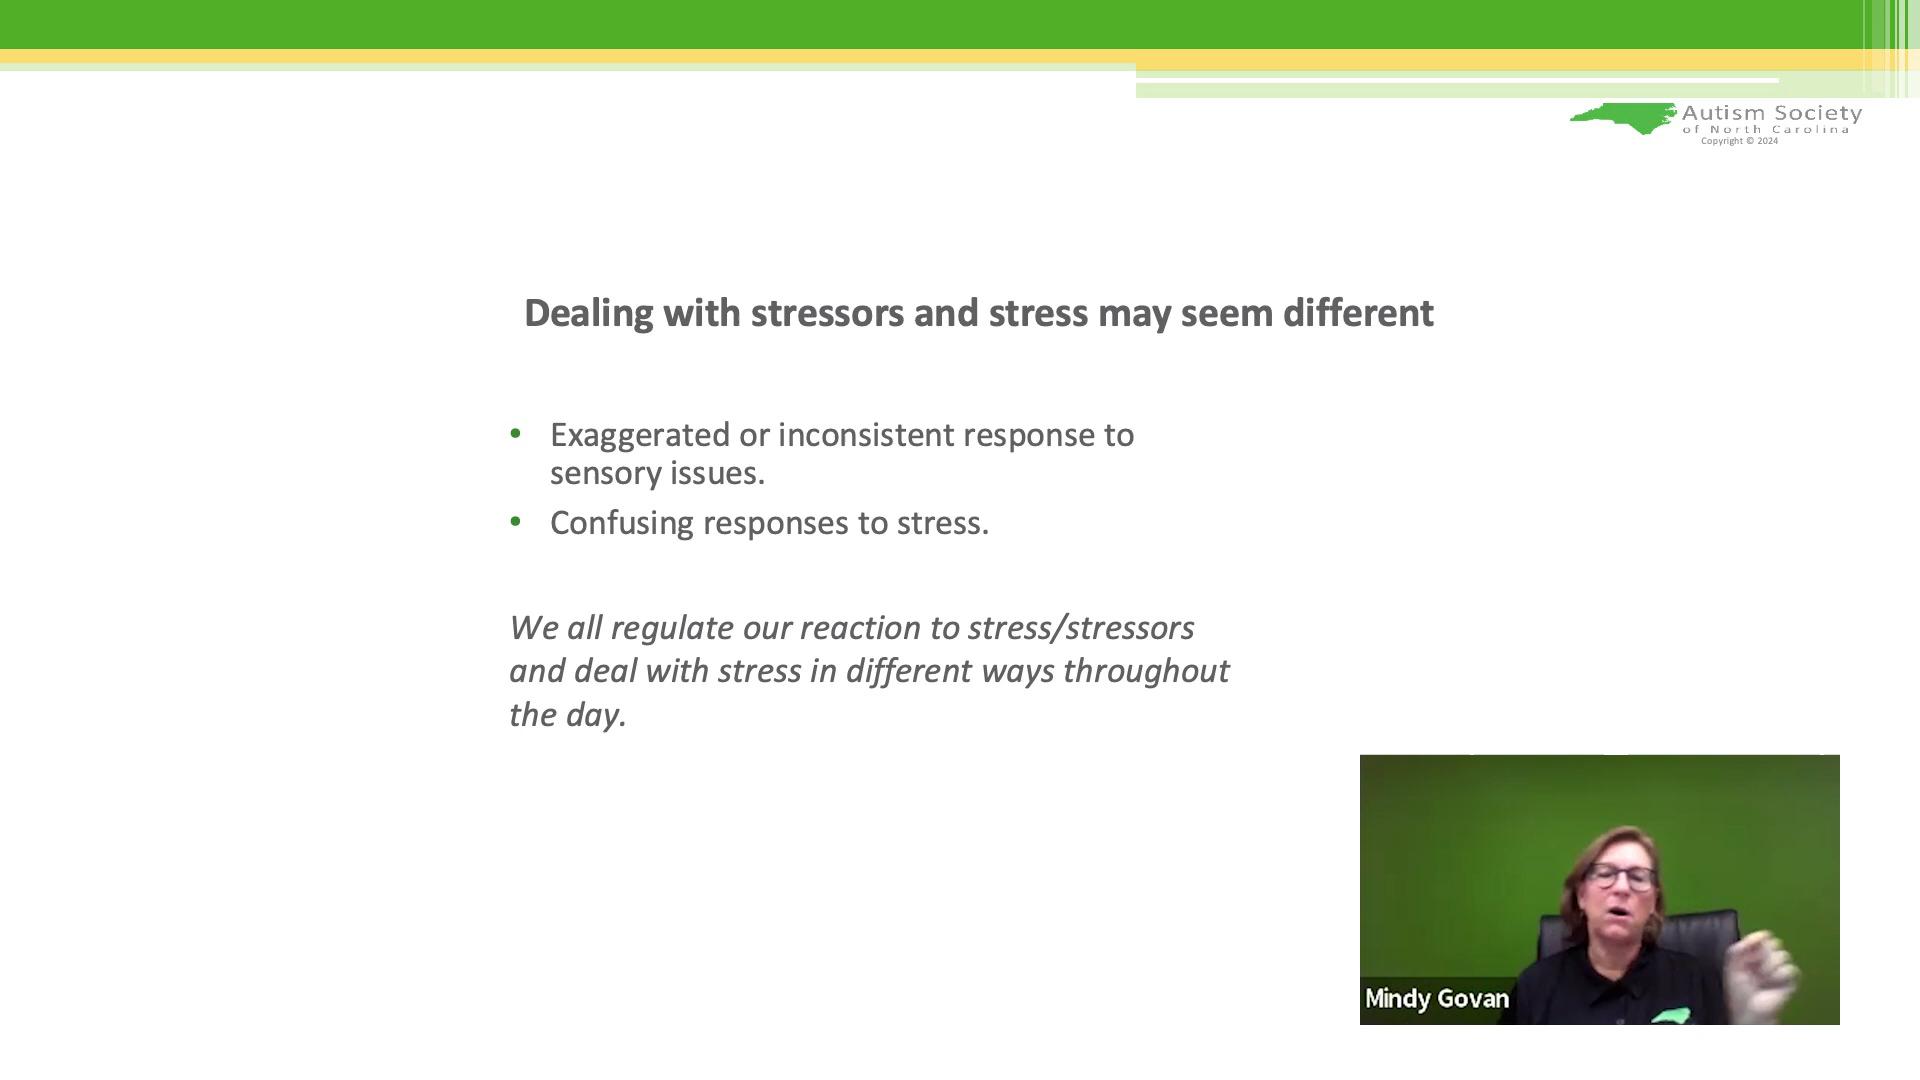 Autism Society
of North Carolina
Copyright © 2024
Dealing with stressors and stress may seem different
• Exaggerated or inconsistent response to
sensory issues.
• Confusing responses to stress.
We all regulate our reaction to stress/stressors
and deal with stress in different ways throughout
the day.
Mindy Govan